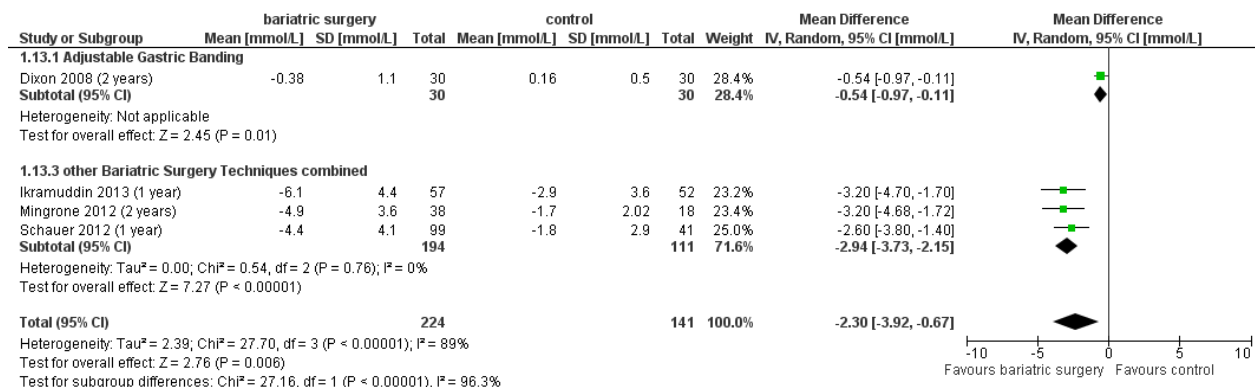 bariatric surgery control Mean Difference Mean Difference
Study or Subgroup Mean [mmol/L] SD [mmol/L] Total Mean [mmol/L] SD [mmol/L] Total Weight IV, Random, 95% CI [mmol/L] IV, Random, 95% CI [mmol/L]
1.13.1 Adjustable Gastric Banding
Dixon 2008 (2 years) -0.38 1.1 30 0.16 0.5 30 28.4% -0.54 [-0.97, -0.11]
Subtotal (95% CI) 30 30 28.4% -0.54 [-0.97, -0.11]
Heterogeneity: Not applicable
Test for overall effect: Z = 2.45 (P = 0.01)
1.13.3 other Bariatric Surgery Techniques combined
Ikramuddin 2013 (1 year) -6.1 4.4 57 -2.9 3.6 52 23.2% -3.20 [-4.70, -1.70]
Mingrone 2012 (2 years) -4.9 3.6 38 -1.7 2.02 18 23.4% -3.20 [-4.68, -1.72]
Schauer 2012 (1 year) -4.4 4.1 99 -1.8 2.9 41 25.0% -2.60 [-3.80, -1.40]
Subtotal (95% CI) 194 111 71.6% -2.94 [-3.73, -2.15]
Heterogeneity: Tau² = 0.00; Chi² = 0.54, df = 2 (P = 0.76); I² = 0%
Test for overall effect: Z = 7.27 (P < 0.00001)
Total (95% CI) 224 141 100.0% -2.30 [-3.92, -0.67]
Heterogeneity: Tau² = 2.39; Chi² = 27.70, df = 3 (P < 0.00001); I² = 89%
Test for overall effect: Z = 2.76 (P = 0.006)
Test for subgroup differences: Chi² = 27.16, df = 1 (P < 0.00001), I² = 96.3%
-10 -5 0 5 10
Favours bariatric surgery Favours control